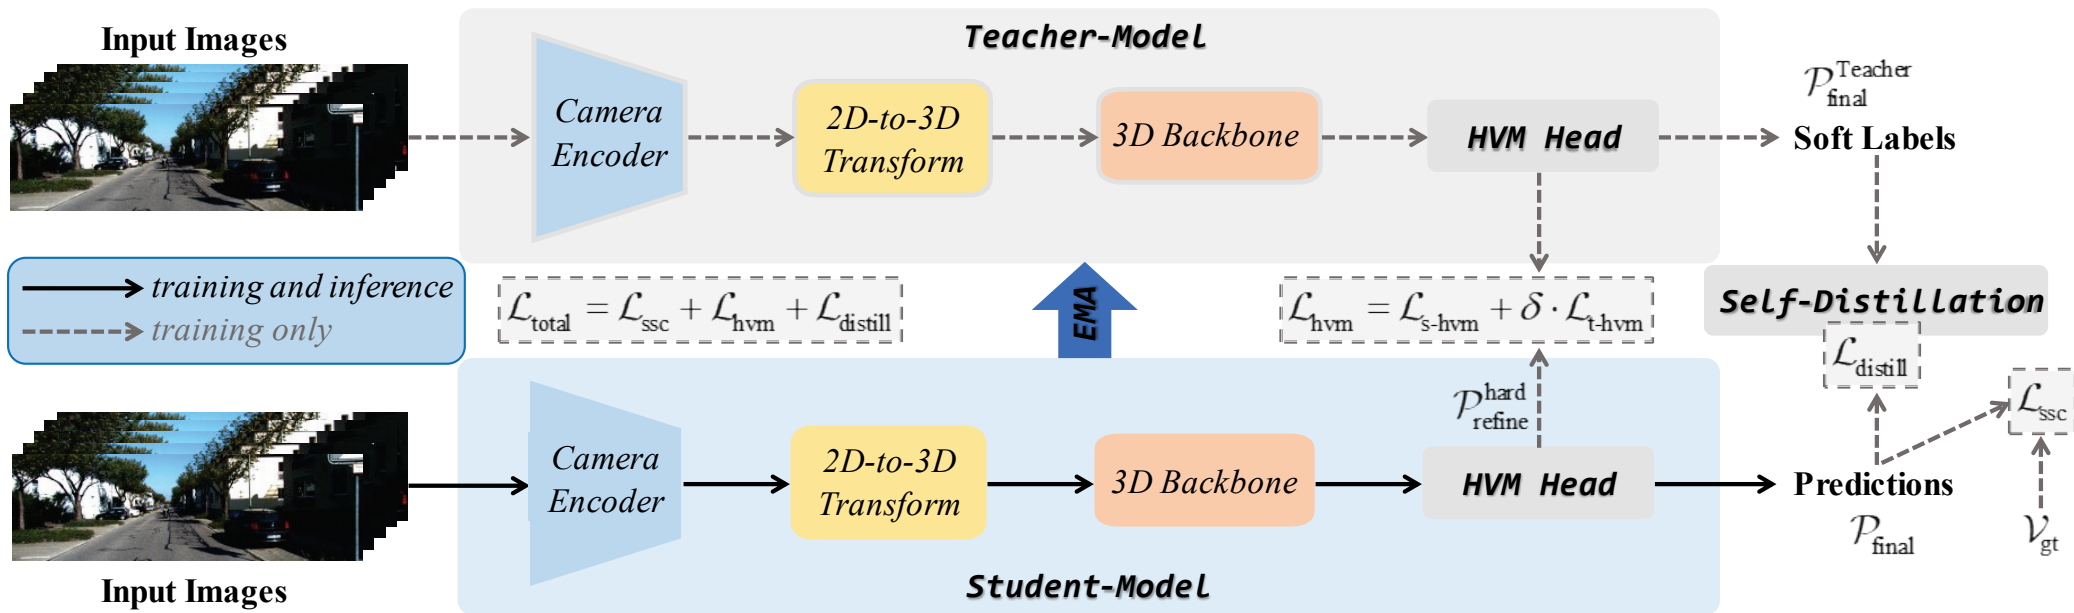 Input Images
Teacher-Model
Camera
Encoder
2D-to-3D
Transform
3D Backbone
HVM Head
𝒫_final^Teacher
Soft Labels
training and inference
training only
ℒ_total = ℒ_ssc + ℒ_hvm + ℒ_distill
EMA
ℒ_hvm = ℒ_s-hvm + δ · ℒ_t-hvm
Self-Distillation
ℒ_distill
ℒ_ssc
𝒫_refine^hard
Camera
Encoder
2D-to-3D
Transform
3D Backbone
HVM Head
Predictions
𝒫_final
𝒱_gt
Student-Model
Input Images